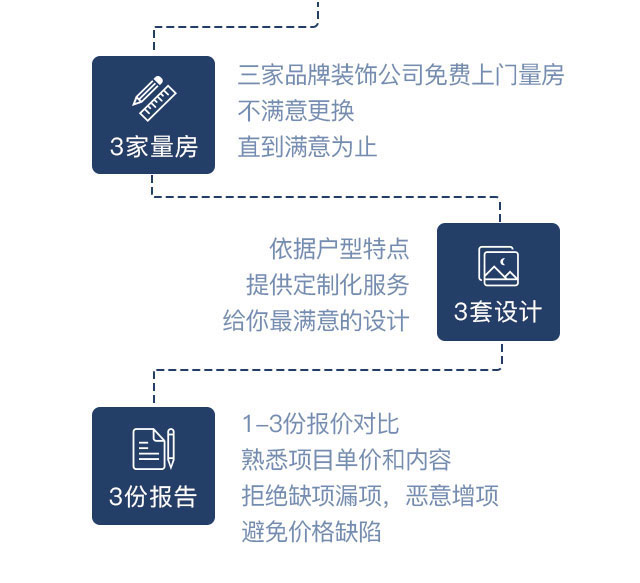 三家品牌装饰公司免费上门量房
不满意更换
直到满意为止
3家量房
依据户型特点
提供定制化服务
给你最满意的设计
3套设计
1-3份报价对比
熟悉项目单价和内容
拒绝缺项漏项，恶意增项
避免价格缺陷
3份报告